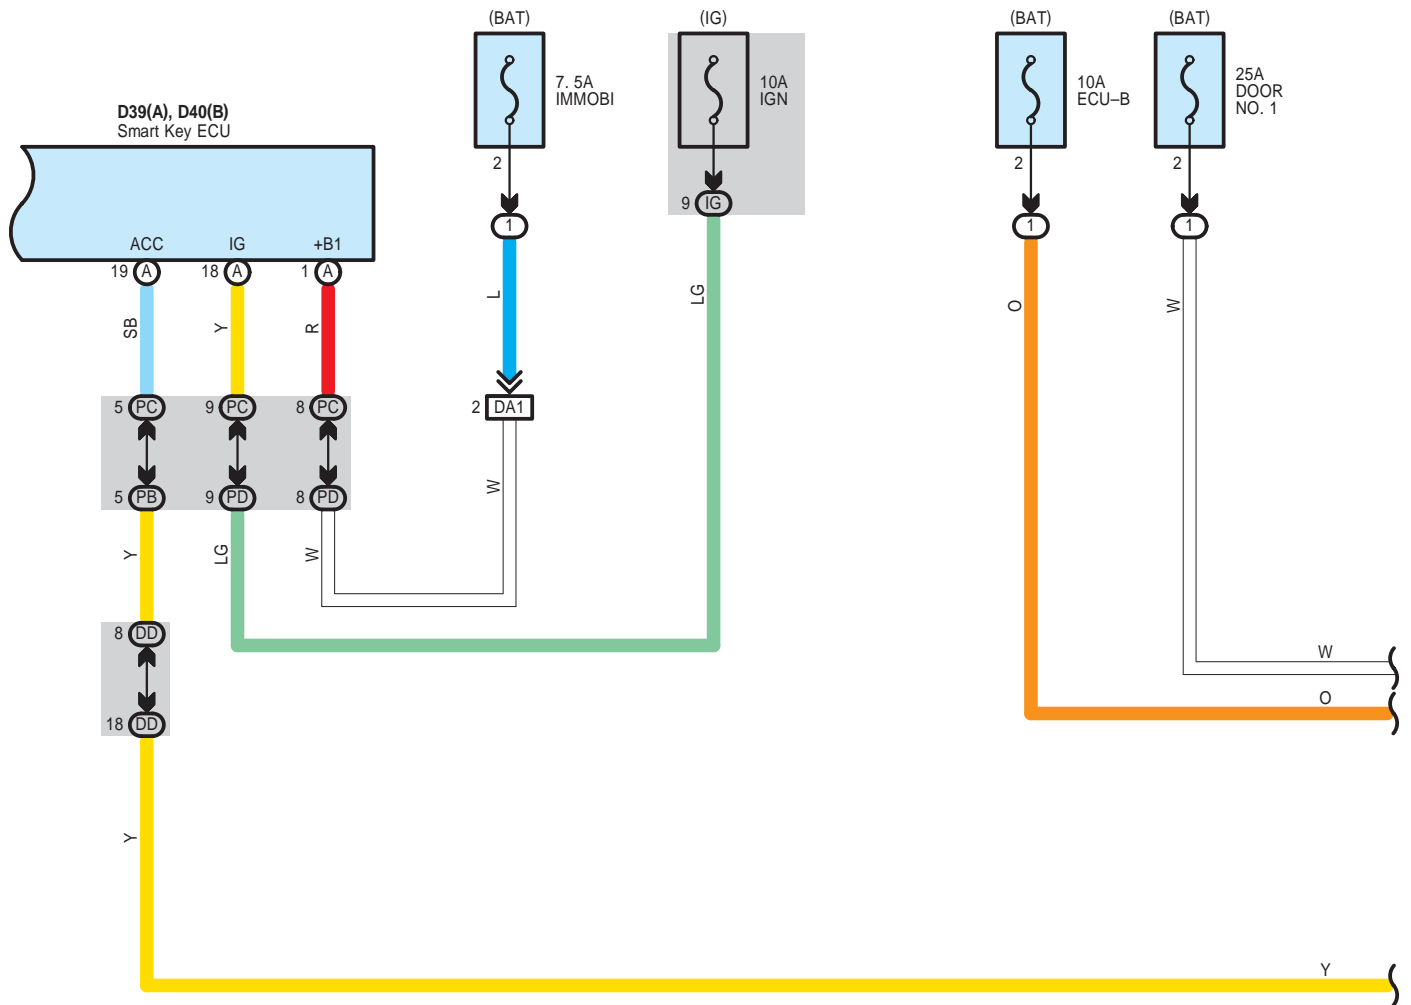 (BAT)
(IG)
(BAT)
(BAT)
7. 5A
IMMOBI
10A
IGN
10A
ECU–B
25A
DOOR
NO. 1
D39(A), D40(B)
Smart Key ECU
2
2
2
9 IG
1
1
1
ACC
IG
+B1
19 A
18 A
1 A
SB
Y
R
L
LG
O
W
5 PC
9 PC
8 PC
2 DA1
5 PB
9 PD
8 PD
W
Y
LG
W
8 DD
18 DD
W
O
Y
Y